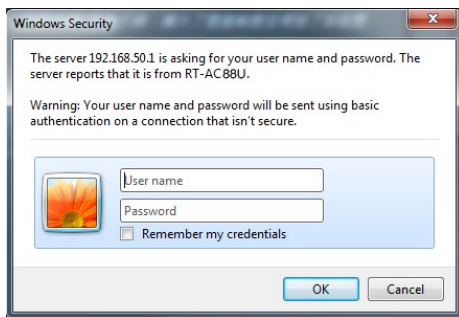 Windows Security
The server 192.168.50.1 is asking for your user name and password. The
server reports that it is from RT-AC88U.
Warning: Your user name and password will be sent using basic
authentication on a connection that isn't secure.
User name
Password
Remember my credentials
OK
Cancel